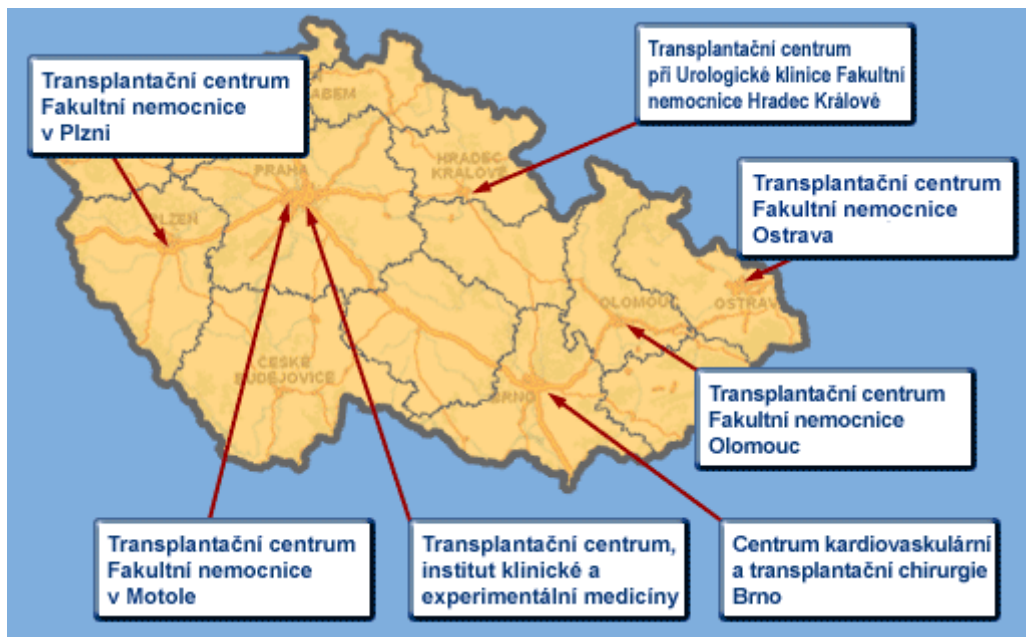 Transplantační centrum
Fakultní nemocnice
v Plzni
Transplantační centrum
při Urologické klinice Fakultní
nemocnice Hradec Králové
Transplantační centrum
Fakultní nemocnice
Ostrava
Transplantační centrum
Fakultní nemocnice
Olomouc
Transplantační centrum
Fakultní nemocnice
v Motole
Transplantační centrum,
institut klinické a
experimentální medicíny
Centrum kardiovaskulární
a transplantační chirurgie
Brno
ABEM
PRAHA
HRADEC
KRÁLOVÉ
PLZEŇ
OLOMOUC
OSTRAV
ČESKÉ
BUDĚJOVICE
BRNO